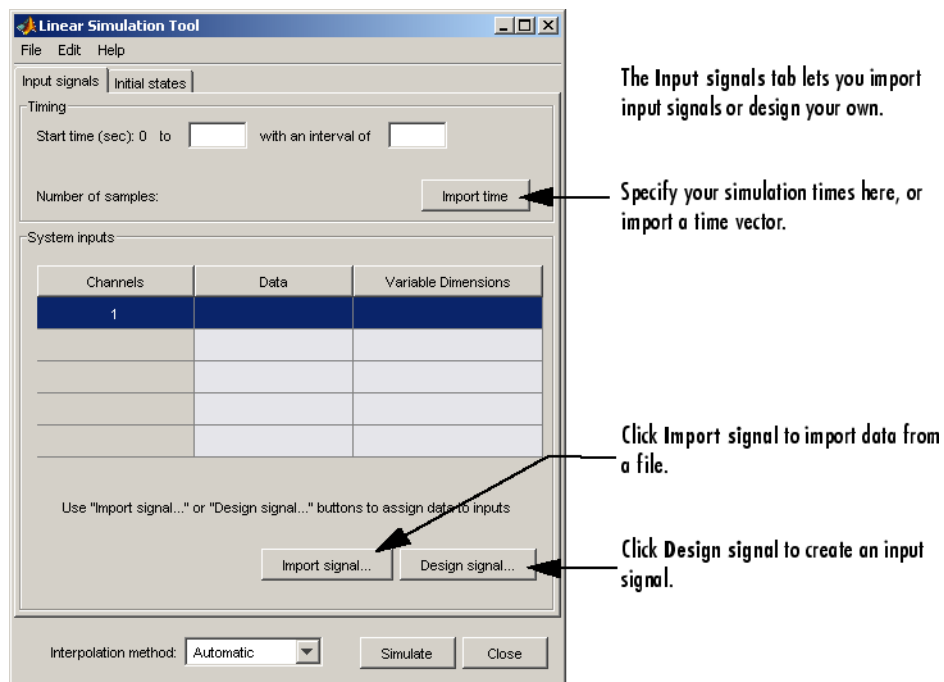 Linear Simulation Tool
File Edit Help
Input signals Initial states
Timing
Start time (sec): 0 to with an interval of
Number of samples:
Import time
System inputs
Channels Data Variable Dimensions
1
Use "Import signal..." or "Design signal..." buttons to assign data to inputs
Import signal... Design signal...
Interpolation method: Automatic Simulate Close
The Input signals tab lets you import
input signals or design your own.
Specify your simulation times here, or
import a time vector.
Click Import signal to import data from
a file.
Click Design signal to create an input
signal.